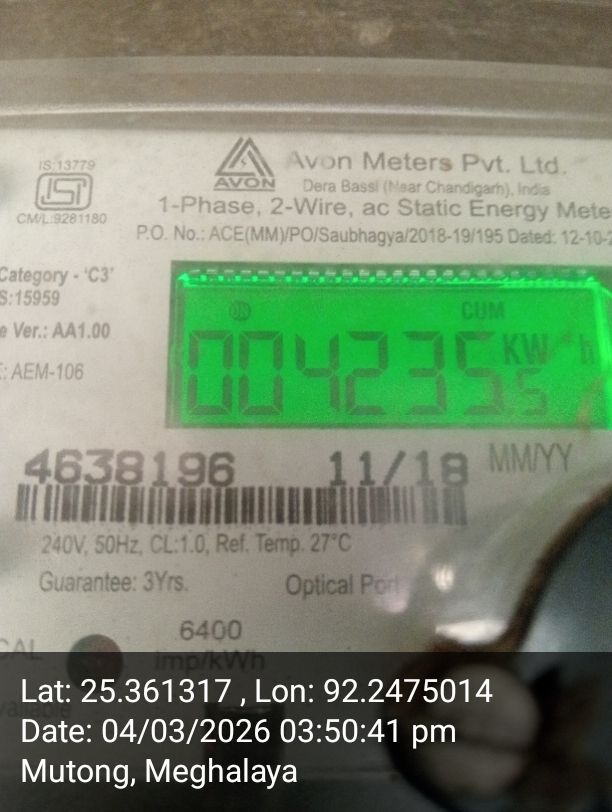 IS:13779
ISI
CM/L:9281180
AVON
Avon Meters Pvt. Ltd.
Dera Bassi (Near Chandigarh), India
1-Phase, 2-Wire, ac Static Energy Mete
P.O. No.: ACE(MM)/PO/Saubhagya/2018-19/195 Dated: 12-10-2
Category - 'C3'
S:15959
e Ver.: AA1.00
: AEM-106
ON
CUM
004235.5 KW h
4638196 11/18 MM/YY
240V, 50Hz, CL:1.0, Ref. Temp. 27°C
Guarantee: 3Yrs. Optical Port
6400
imp/kWh
CAL
Lat: 25.361317 , Lon: 92.2475014
Date: 04/03/2026 03:50:41 pm
Mutong, Meghalaya